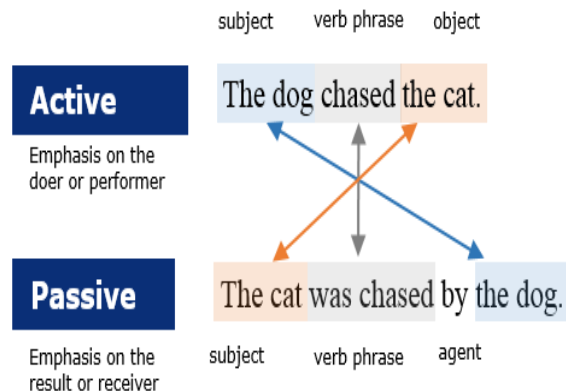 subject verb phrase object
Active
The dog chased the cat.
Emphasis on the
doer or performer
Passive
The cat was chased by the dog.
Emphasis on the
result or receiver
subject verb phrase agent